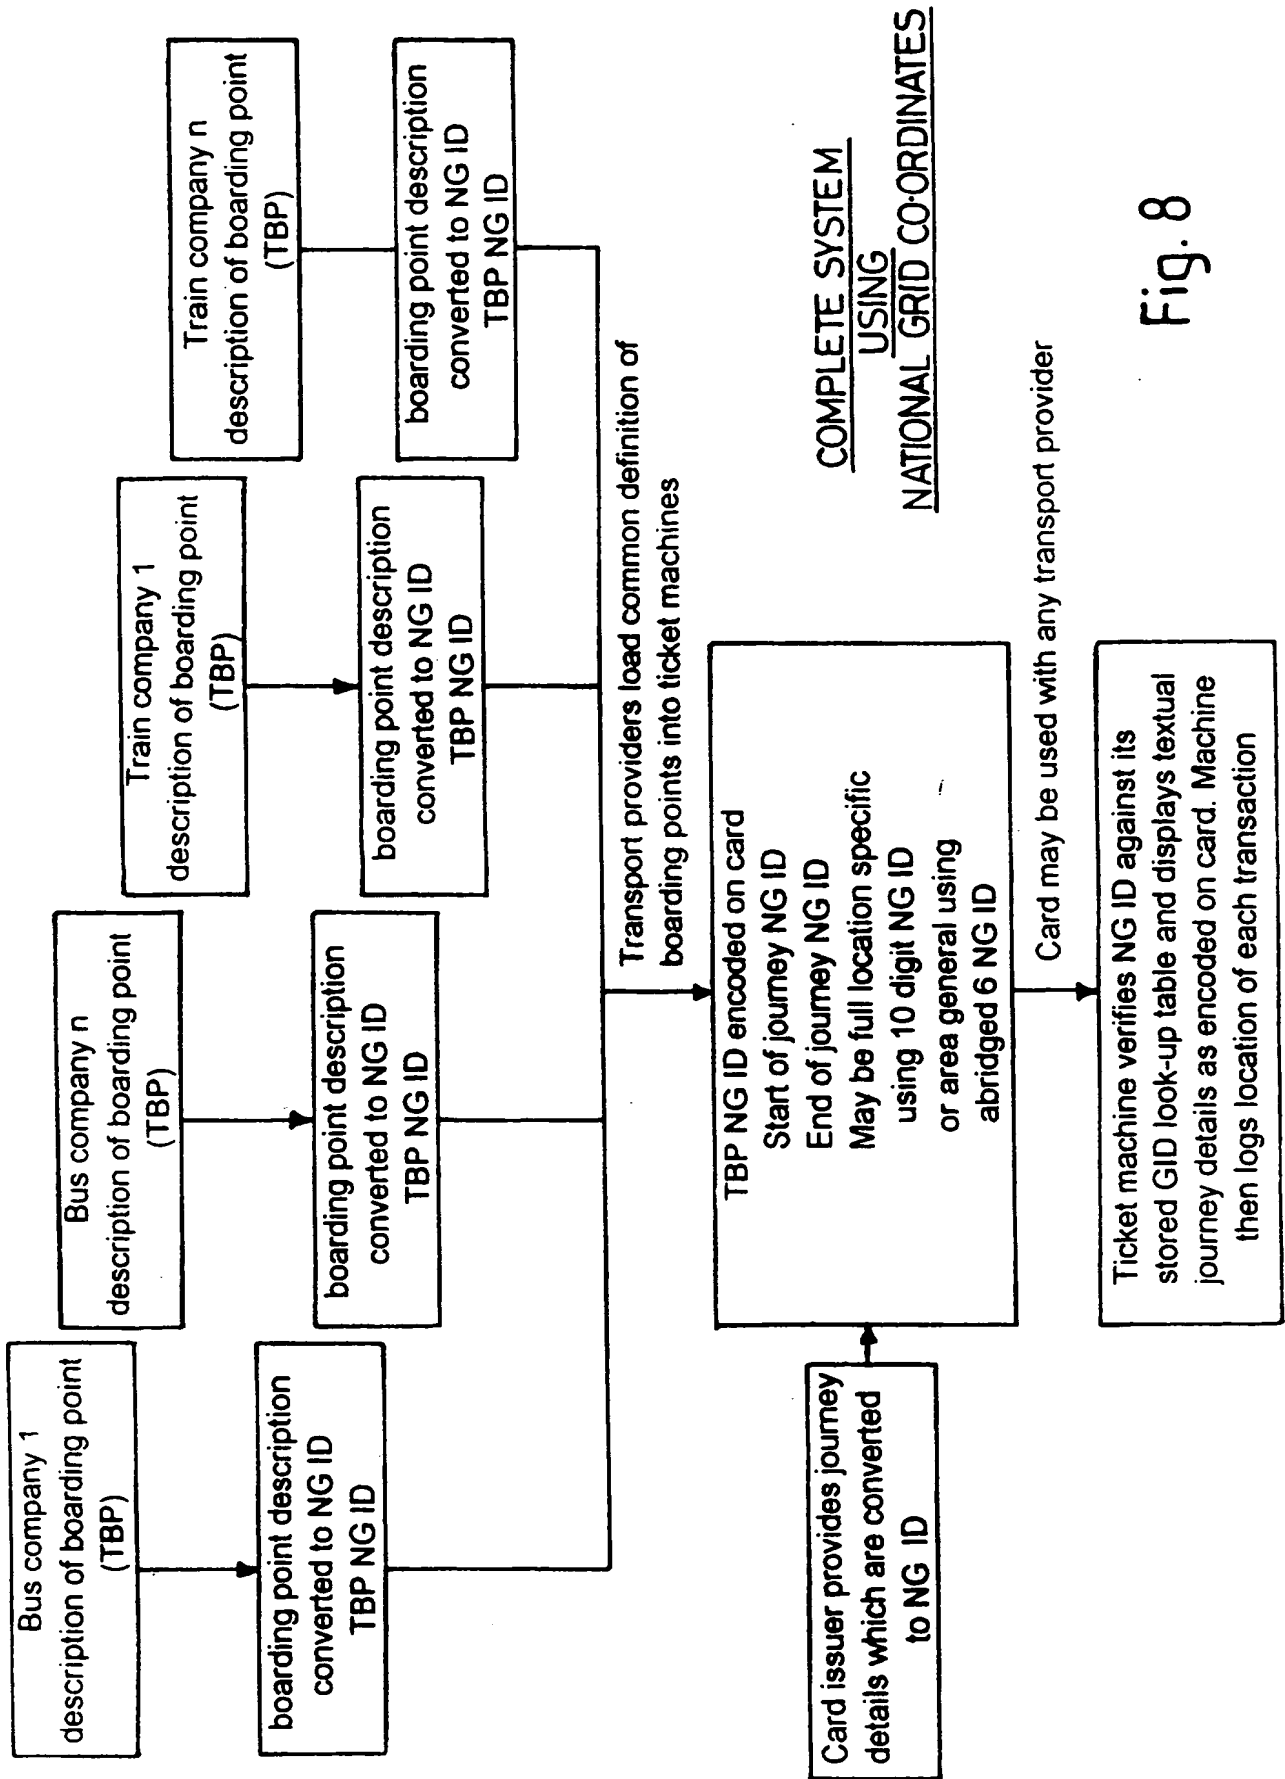 Bus company 1
description of boarding point
(TBP)
Bus company n
description of boarding point
(TBP)
Train company 1
description of boarding point
(TBP)
Train company n
description of boarding point
(TBP)
boarding point description
converted to NG ID
TBP NG ID
boarding point description
converted to NG ID
TBP NG ID
boarding point description
converted to NG ID
TBP NG ID
boarding point description
converted to NG ID
TBP NG ID
Transport providers load common definition of
boarding points into ticket machines
Card issuer provides journey
details which are converted
to NG ID
TBP NG ID encoded on card
Start of journey NG ID
End of journey NG ID
May be full location specific
using 10 digit NG ID
or area general using
abridged 6 NG ID
Card may be used with any transport provider
Ticket machine verifies NG ID against its
stored GID look-up table and displays textual
journey details as encoded on card. Machine
then logs location of each transaction
COMPLETE SYSTEM
USING
NATIONAL GRID CO-ORDINATES
Fig. 8